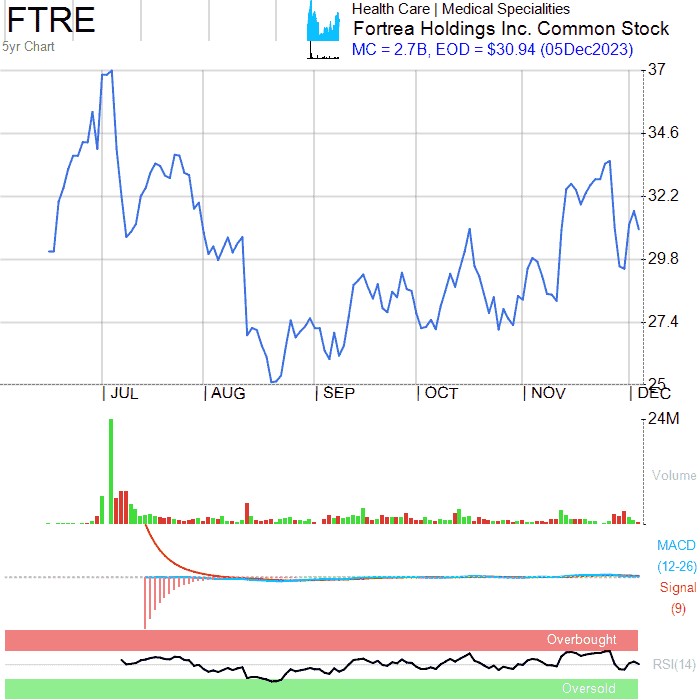 FTRE
5yr Chart
Health Care | Medical Specialities
Fortrea Holdings Inc. Common Stock
MC = 2.7B, EOD = $30.94 (05Dec2023)
37
34.6
32.2
29.8
27.4
25
| JUL | AUG | SEP | OCT | NOV | DEC
24M
Volume
MACD
(12-26)
Signal
(9)
Overbought
RSI(14)
Oversold